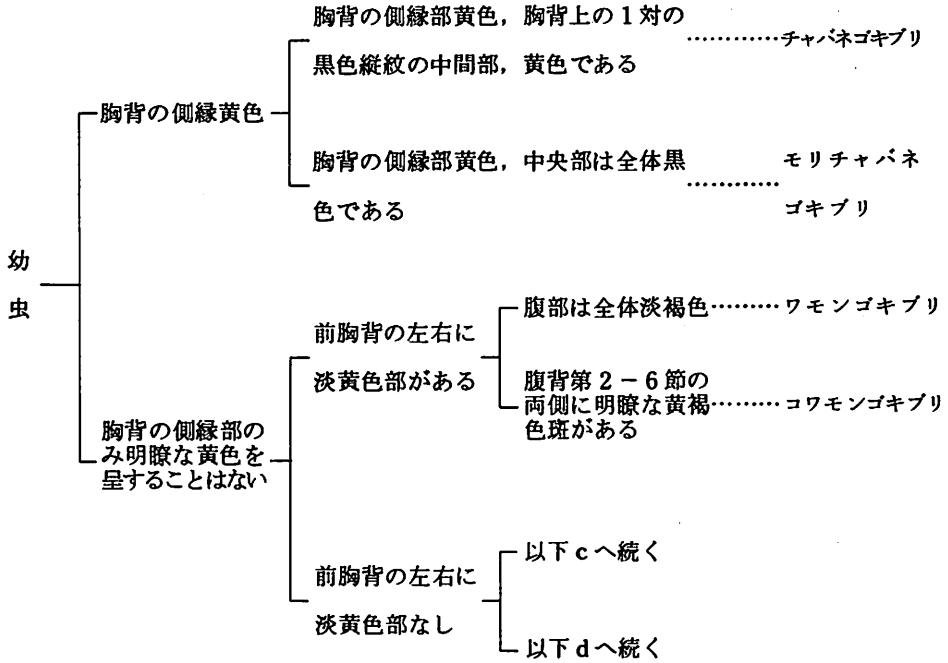 胸背の側縁部黄色，胸背上の1対の
黒色縦紋の中間部，黄色である
…………チャバネゴキブリ
胸背の側縁黄色
胸背の側縁部黄色，中央部は全体黒
色である
…………
モリチャバネ
ゴキブリ
幼
虫
前胸背の左右に
淡黄色部がある
腹部は全体淡褐色………ワモンゴキブリ
腹背第2－6節の
両側に明瞭な黄褐………コワモンゴキブリ
色斑がある
胸背の側縁部の
み明瞭な黄色を
呈することはない
前胸背の左右に
淡黄色部なし
以下cへ続く
以下dへ続く